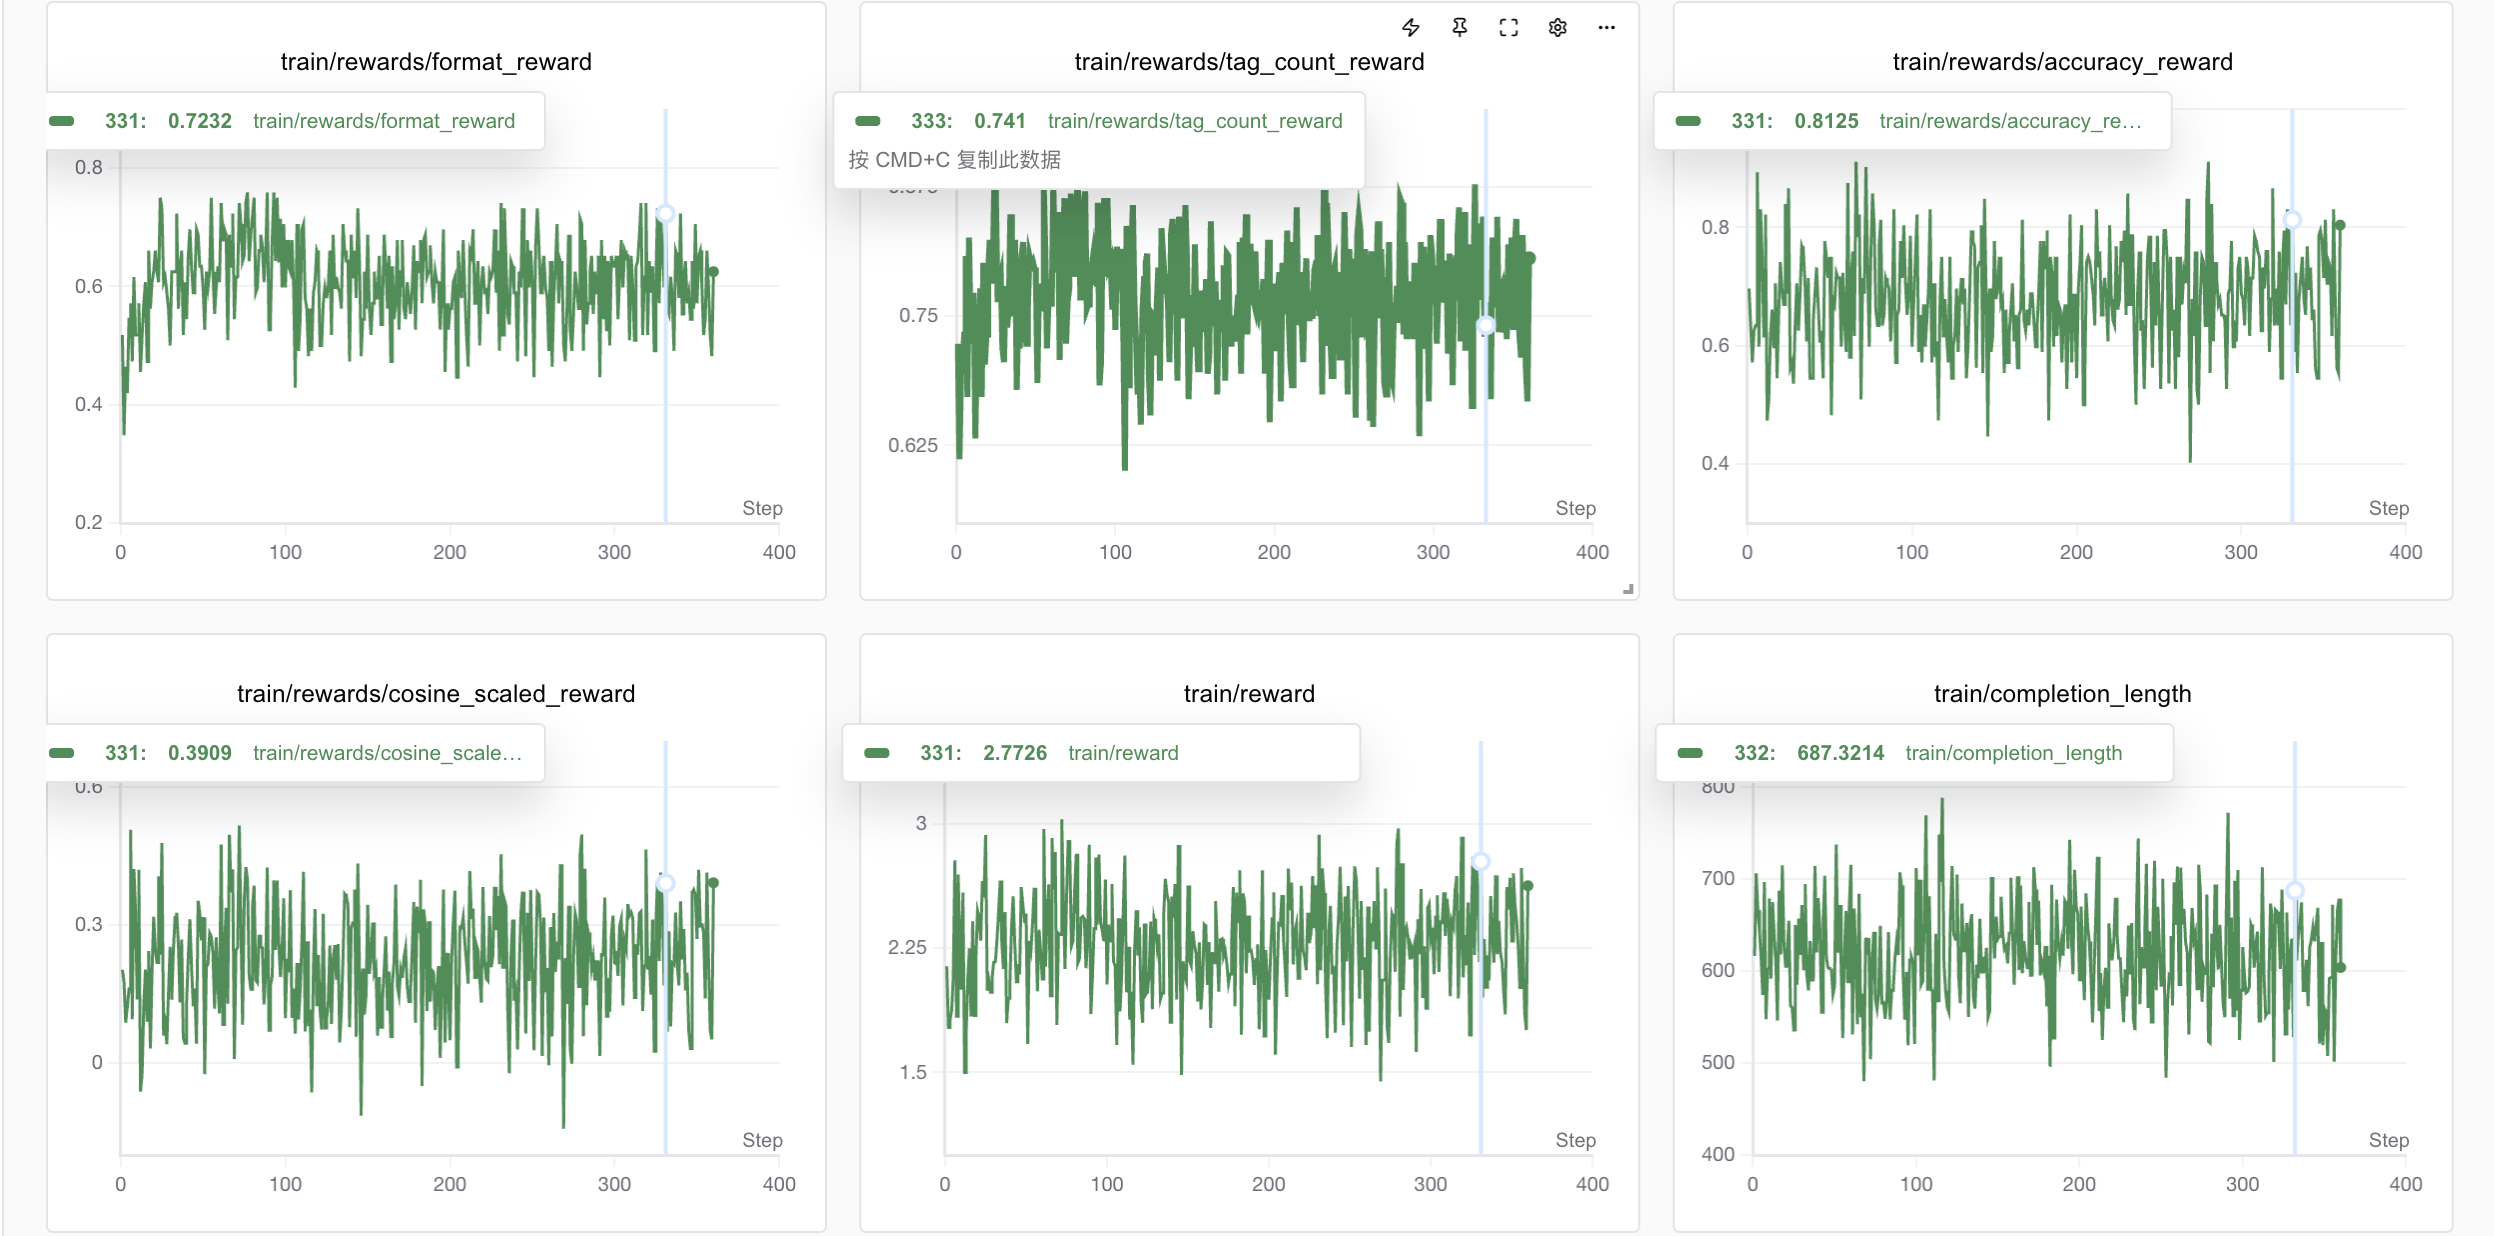 train/rewards/format_reward
331: 0.7232 train/rewards/format_reward
0.8
0.6
0.4
0.2
Step
0 100 200 300 400
train/rewards/tag_count_reward
333: 0.741 train/rewards/tag_count_reward
按 CMD+C 复制此数据
0.75
0.625
Step
0 100 200 300 400
train/rewards/accuracy_reward
331: 0.8125 train/rewards/accuracy_re…
0.8
0.6
0.4
Step
0 100 200 300 400
train/rewards/cosine_scaled_reward
331: 0.3909 train/rewards/cosine_scale…
0.6
0.3
0
Step
0 100 200 300 400
train/reward
331: 2.7726 train/reward
3
2.25
1.5
Step
0 100 200 300 400
train/completion_length
332: 687.3214 train/completion_length
800
700
600
500
400
Step
0 100 200 300 400